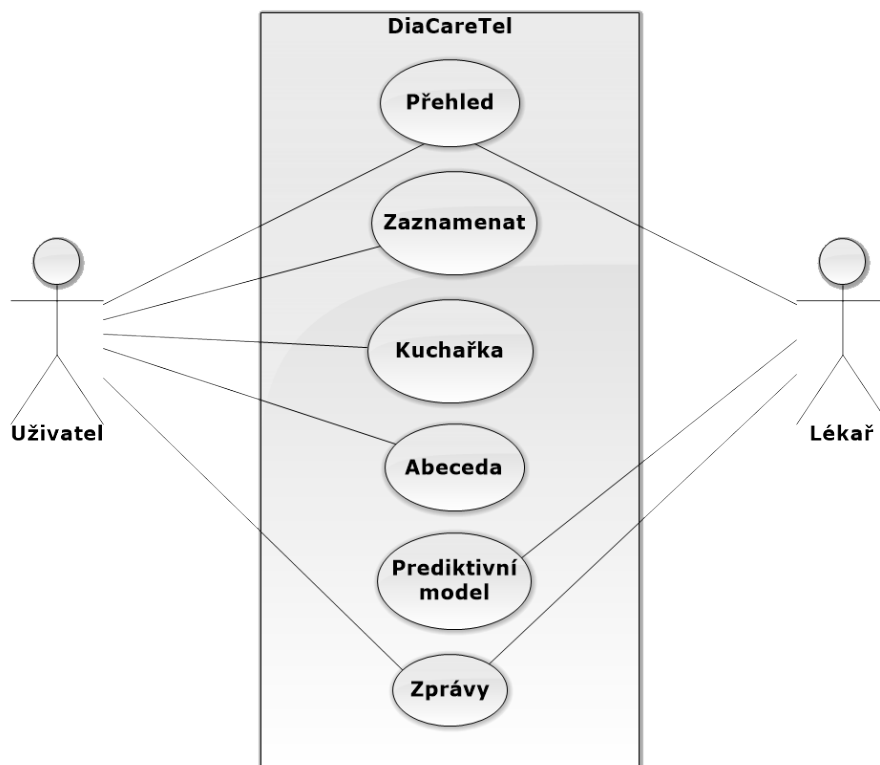 DiaCareTel
Přehled
Zaznamenat
Kuchařka
Uživatel
Lékař
Abeceda
Prediktivní
model
Zprávy